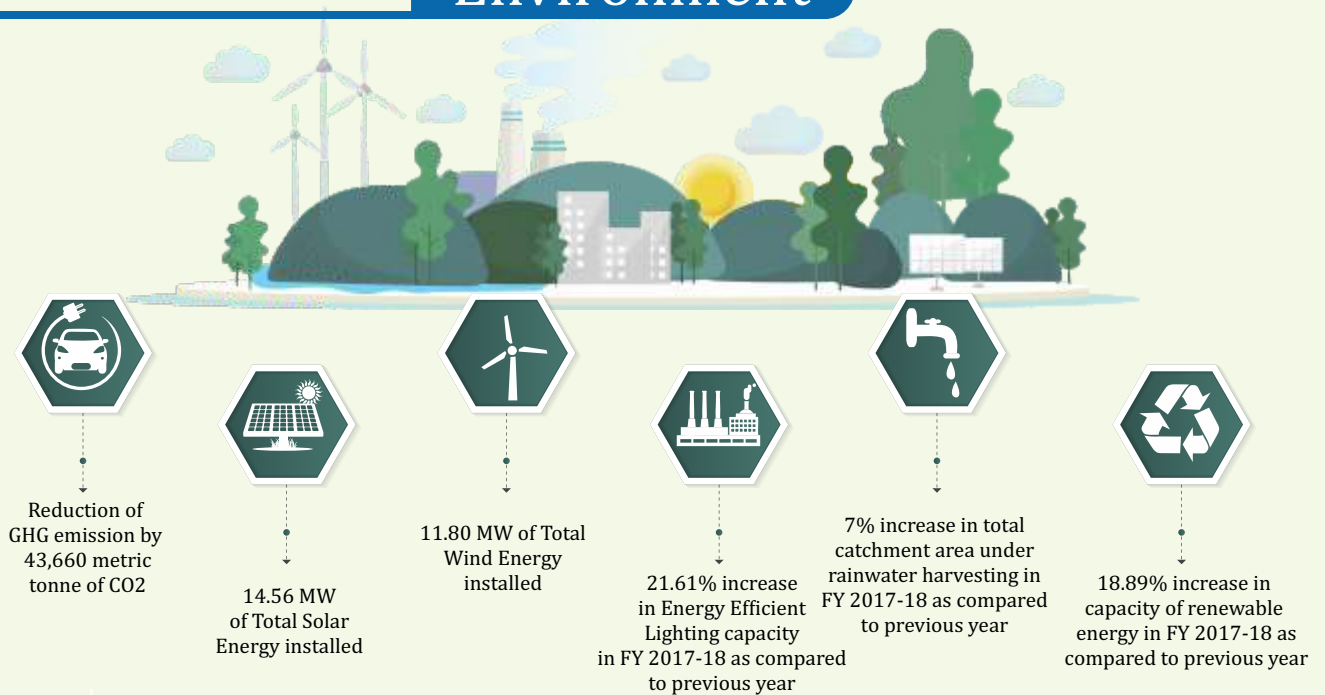 Environment
Reduction of
GHG emission by
43,660 metric
tonne of CO2
14.56 MW
of Total Solar
Energy installed
11.80 MW of Total
Wind Energy
installed
21.61% increase
in Energy Efficient
Lighting capacity
in FY 2017-18 as compared
to previous year
7% increase in total
catchment area under
rainwater harvesting in
FY 2017-18 as compared
to previous year
18.89% increase in
capacity of renewable
energy in FY 2017-18 as
compared to previous year